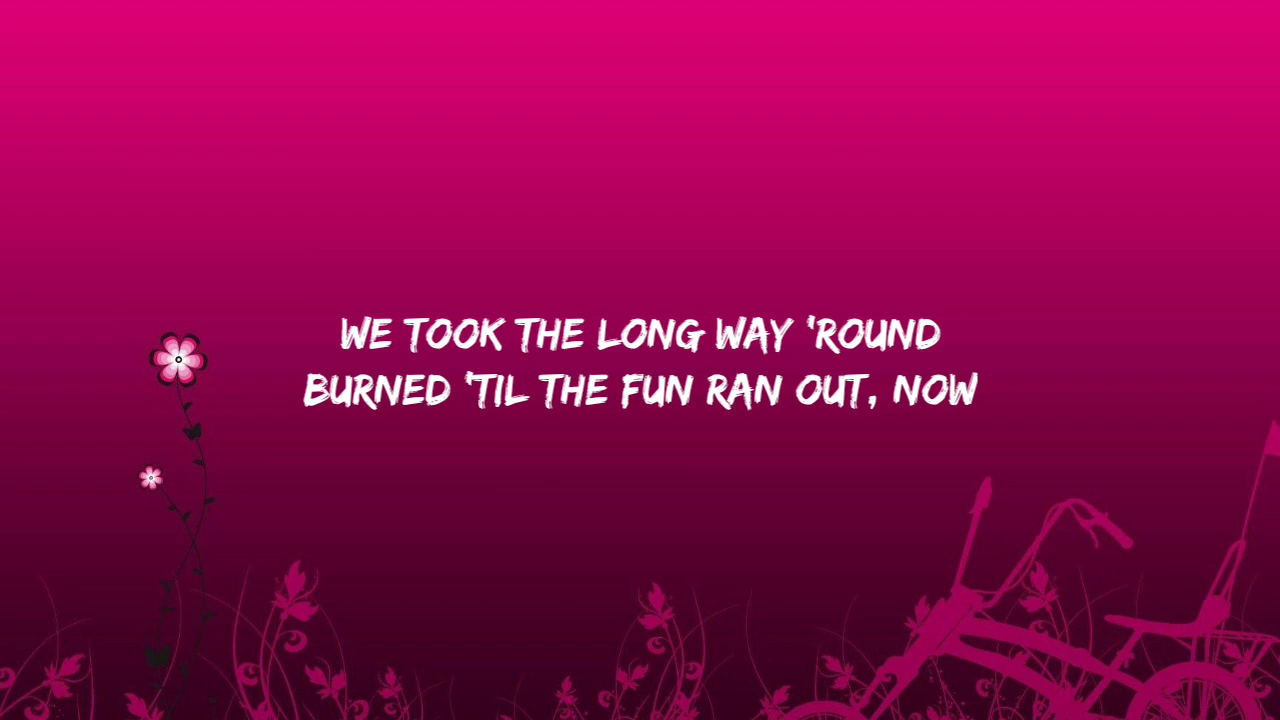 WE TOOK THE LONG WAY 'ROUND
BURNED 'TIL THE FUN RAN OUT, NOW